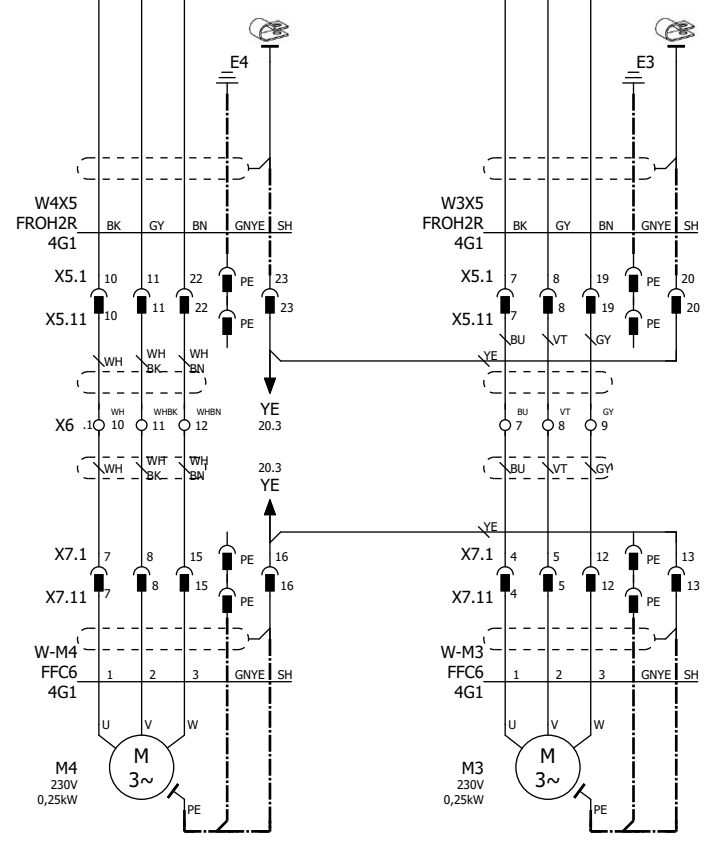 E4 E3
W4X5 W3X5
FROH2R BK GY BN GNYE SH FROH2R BK GY BN GNYE SH
4G1 4G1
X5.1 10 11 22 PE 23 X5.1 7 8 19 PE 20
X5.11 10 11 22 PE 23 X5.11 7 8 19 PE 20
BU VT GY
WH WH BK WH BN YE
YE
20.3
WH WHBK WHBN BU VT GY
X6 .1 10 11 12 7 8 9
20.3
WH WH BK WH BN BU VT GY
YE
YE
X7.1 7 8 15 PE 16 X7.1 4 5 12 PE 13
X7.11 7 8 15 PE 16 X7.11 4 5 12 PE 13
W-M4 W-M3
FFC6 1 2 3 GNYE SH FFC6 1 2 3 GNYE SH
4G1 4G1
U V W U V W
M M
M4 3~ M3 3~
230V 230V
0,25kW 0,25kW
PE PE